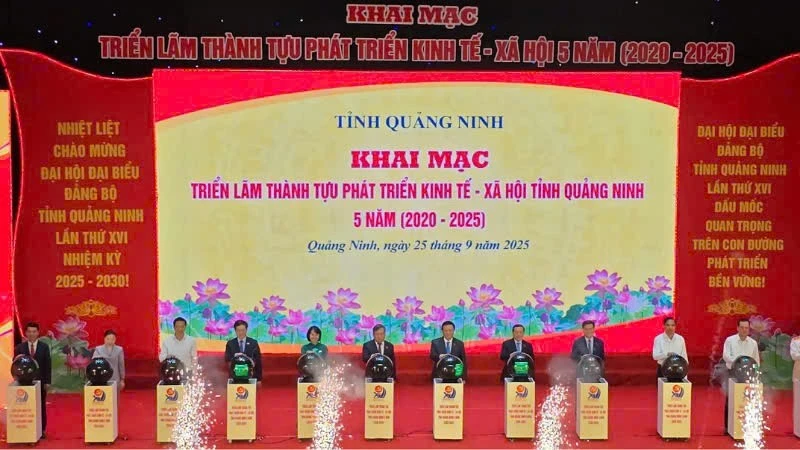 KHAI MẠC
TRIỂN LÃM THÀNH TỰU PHÁT TRIỂN KINH TẾ - XÃ HỘI 5 NĂM (2020 - 2025)
NHIỆT LIỆT
CHÀO MỪNG
ĐẠI HỘI ĐẠI BIỂU
ĐẢNG BỘ
TỈNH QUẢNG NINH
LẦN THỨ XVI
NHIỆM KỲ
2025 - 2030!
TỈNH QUẢNG NINH
KHAI MẠC
TRIỂN LÃM THÀNH TỰU PHÁT TRIỂN KINH TẾ - XÃ HỘI TỈNH QUẢNG NINH
5 NĂM (2020 - 2025)
Quảng Ninh, ngày 25 tháng 9 năm 2025
ĐẠI HỘI ĐẠI BIỂU
ĐẢNG BỘ
TỈNH QUẢNG NINH
LẦN THỨ XVI
DẤU MỐC
QUAN TRỌNG
TRÊN CON ĐƯỜNG
PHÁT TRIỂN
BỀN VỮNG!